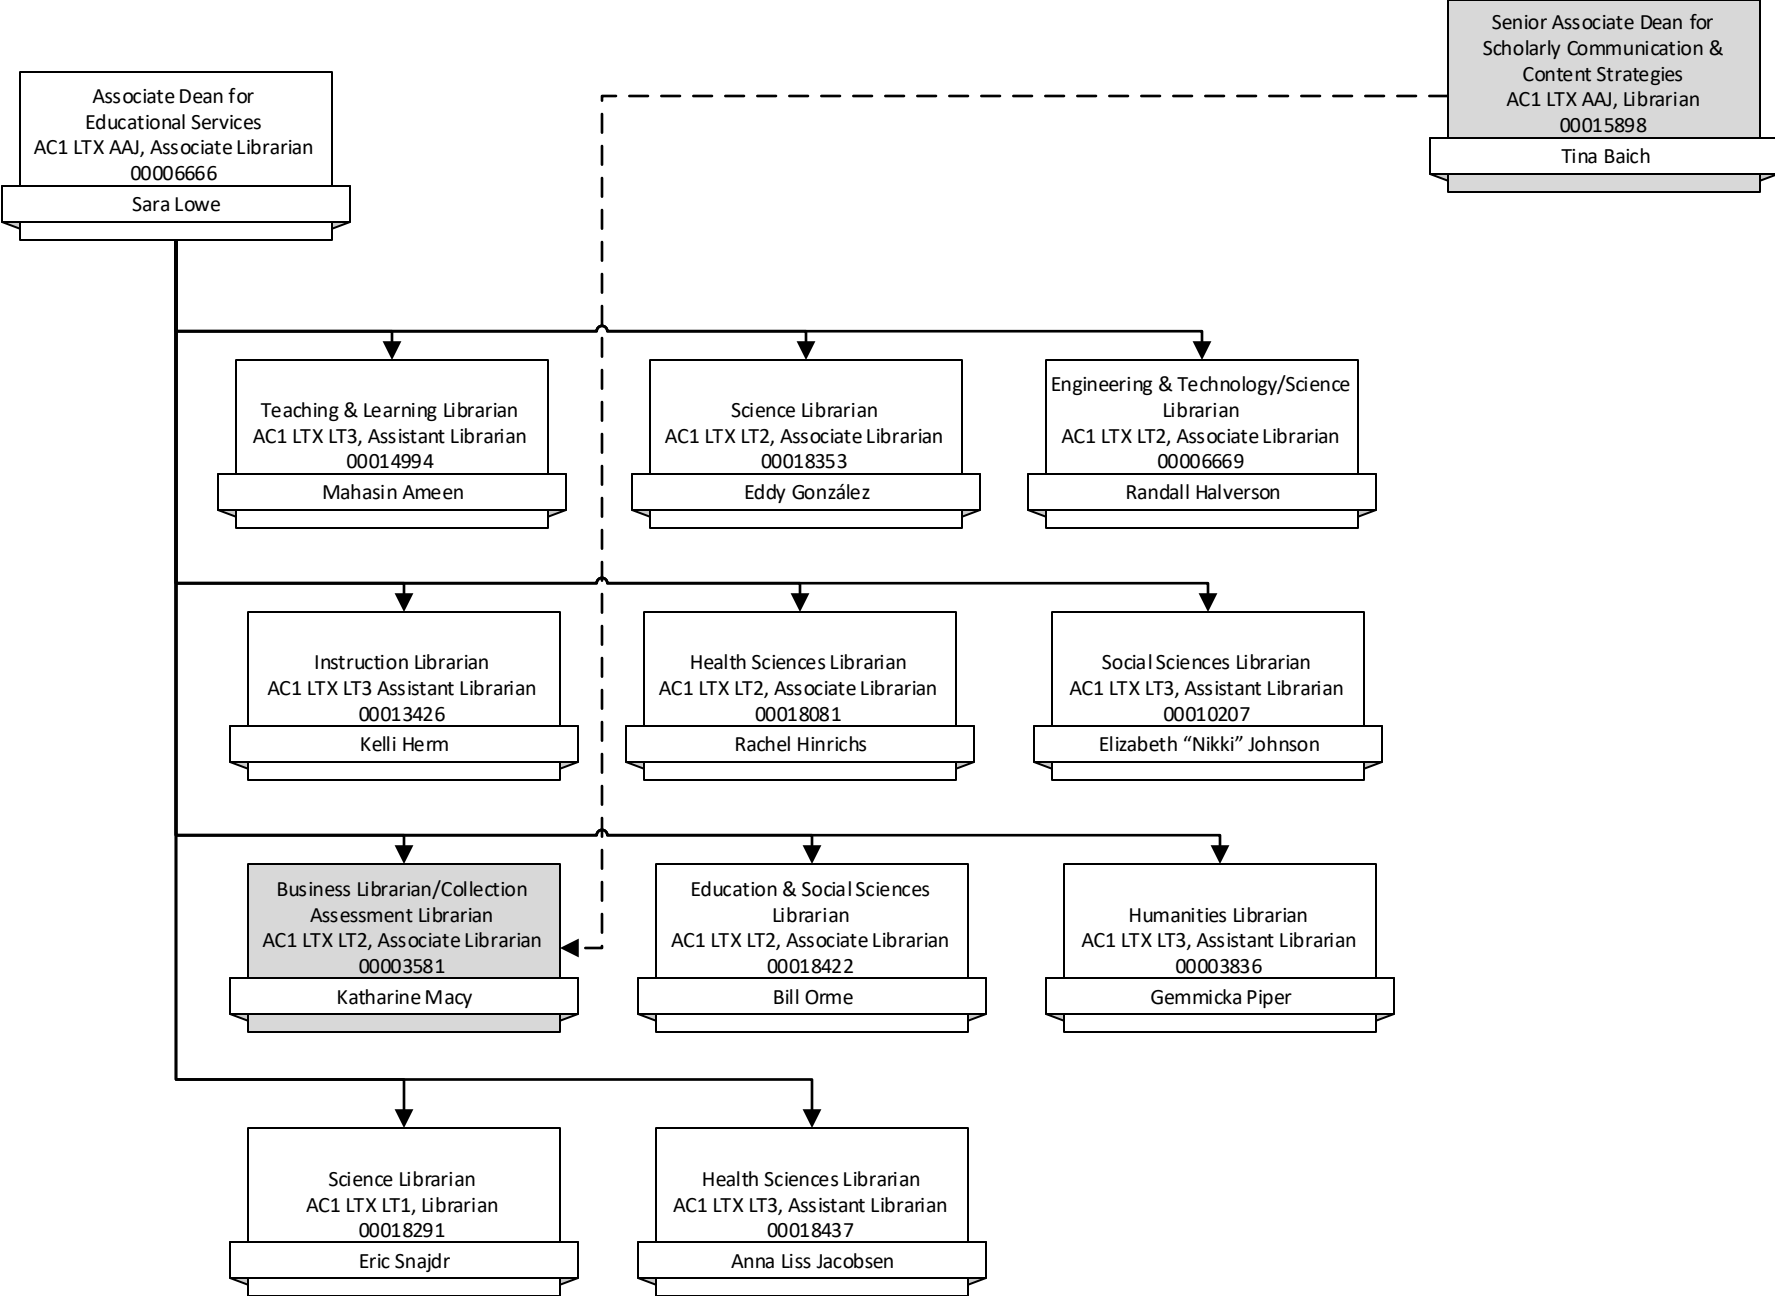 Senior Associate Dean for
Scholarly Communication &
Content Strategies
AC1 LTX AAJ, Librarian
00015898
Tina Baich
Associate Dean for
Educational Services
AC1 LTX AAJ, Associate Librarian
00006666
Sara Lowe
Teaching & Learning Librarian
AC1 LTX LT3, Assistant Librarian
00014994
Mahasin Ameen
Science Librarian
AC1 LTX LT2, Associate Librarian
00018353
Eddy González
Engineering & Technology/Science
Librarian
AC1 LTX LT2, Associate Librarian
00006669
Randall Halverson
Instruction Librarian
AC1 LTX LT3 Assistant Librarian
00013426
Kelli Herm
Health Sciences Librarian
AC1 LTX LT2, Associate Librarian
00018081
Rachel Hinrichs
Social Sciences Librarian
AC1 LTX LT3, Assistant Librarian
00010207
Elizabeth “Nikki” Johnson
Business Librarian/Collection
Assessment Librarian
AC1 LTX LT2, Associate Librarian
00003581
Katharine Macy
Education & Social Sciences
Librarian
AC1 LTX LT2, Associate Librarian
00018422
Bill Orme
Humanities Librarian
AC1 LTX LT3, Assistant Librarian
00003836
Gemmicka Piper
Science Librarian
AC1 LTX LT1, Librarian
00018291
Eric Snajdr
Health Sciences Librarian
AC1 LTX LT3, Assistant Librarian
00018437
Anna Liss Jacobsen